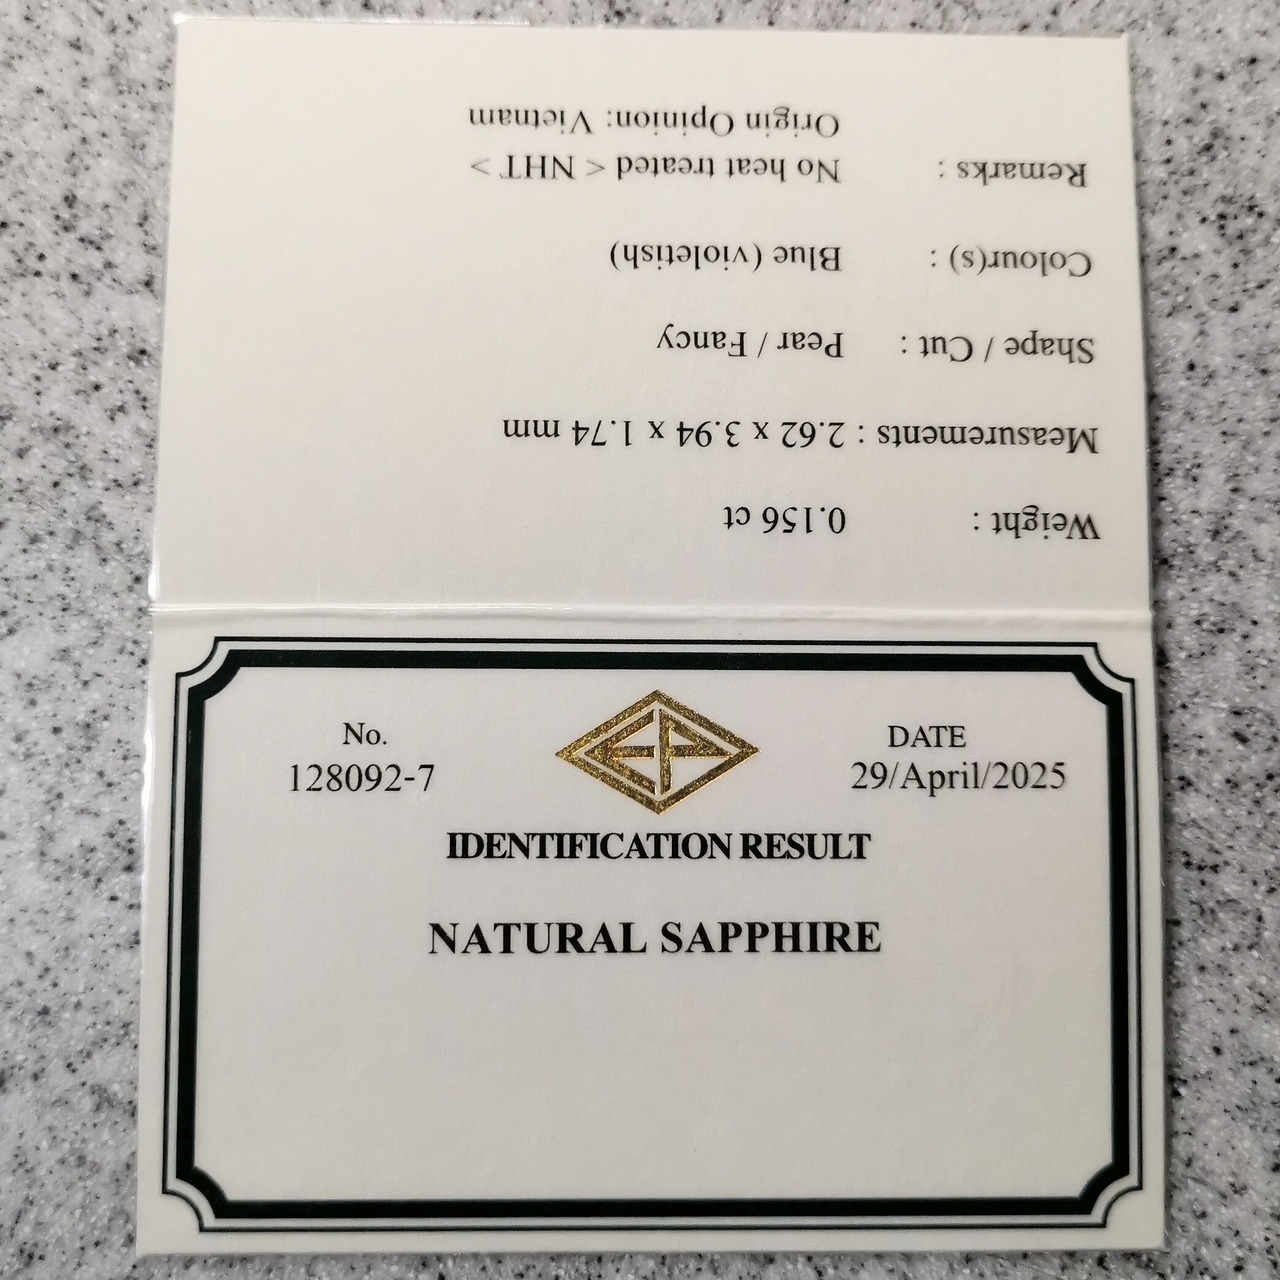 No.
128092-7
EP
DATE
29/April/2025
IDENTIFICATION RESULT
NATURAL SAPPHIRE
Weight : 0.156 ct
Measurements : 2.62 x 3.94 x 1.74 mm
Shape / Cut : Pear / Fancy
Colour(s) : Blue (violetish)
Remarks : No heat treated < NHT >
Origin Opinion: Vietnam